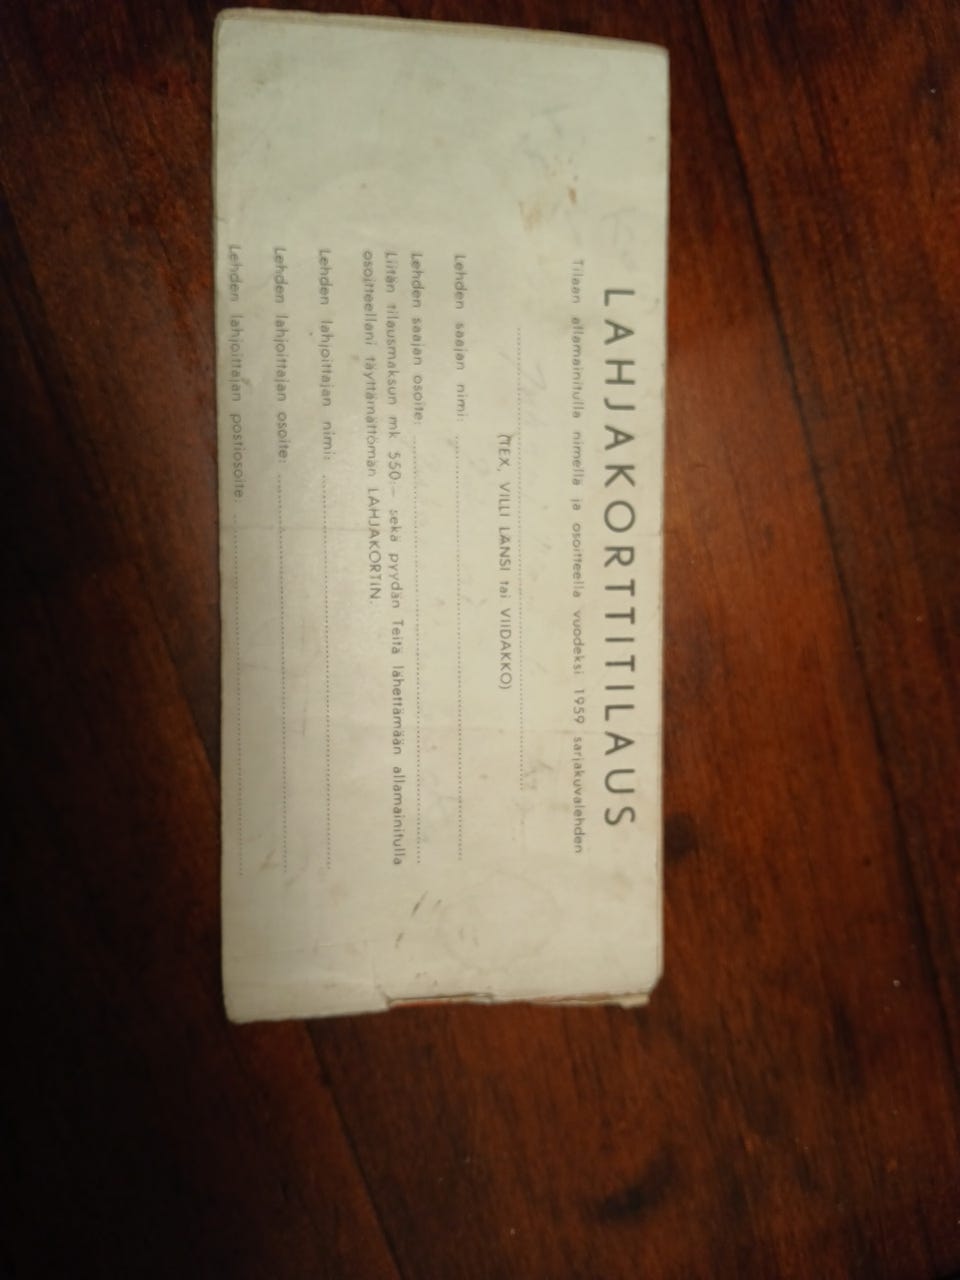 LAHJAKORTTITILAUS
Tilaan allamainitulla nimellä ja osoitteella vuodeksi 1959 sarjakuvalehden
(TEX, VILLI LÄNSI tai VIIDAKKO)
Lehden saajan nimi:
Lehden saajan osoite:
Liitän tilausmaksun mk 550:— sekä pyydän Teitä lähettämään allamainitulla
osoitteellani täyttämättömän LAHJAKORTIN.
Lehden lahjoittajan nimi:
Lehden lahjoittajan osoite:
Lehden lahjoittajan postiosoite: